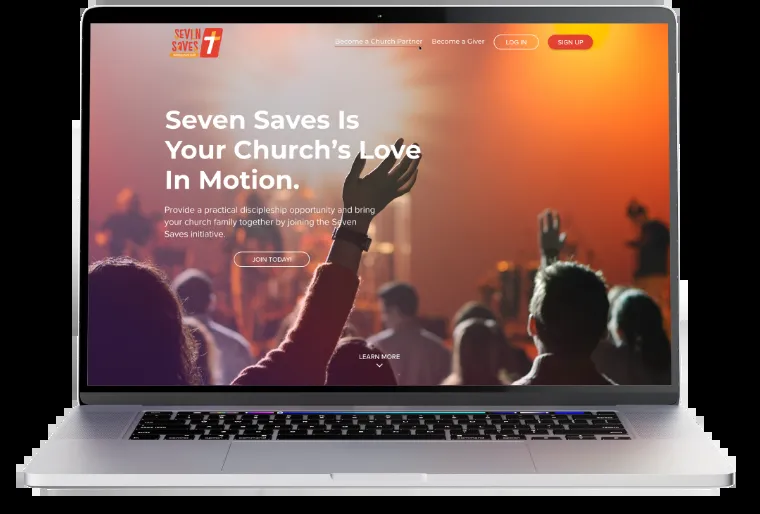 SEVEN
SAVES
Become a Church Partner
Become a Giver
LOG IN
SIGN UP
Seven Saves Is
Your Church's Love
In Motion.
Provide a practical discipleship opportunity and bring
your church family together by joining the Seven
Saves initiative.
JOIN TODAY!
LEARN MORE